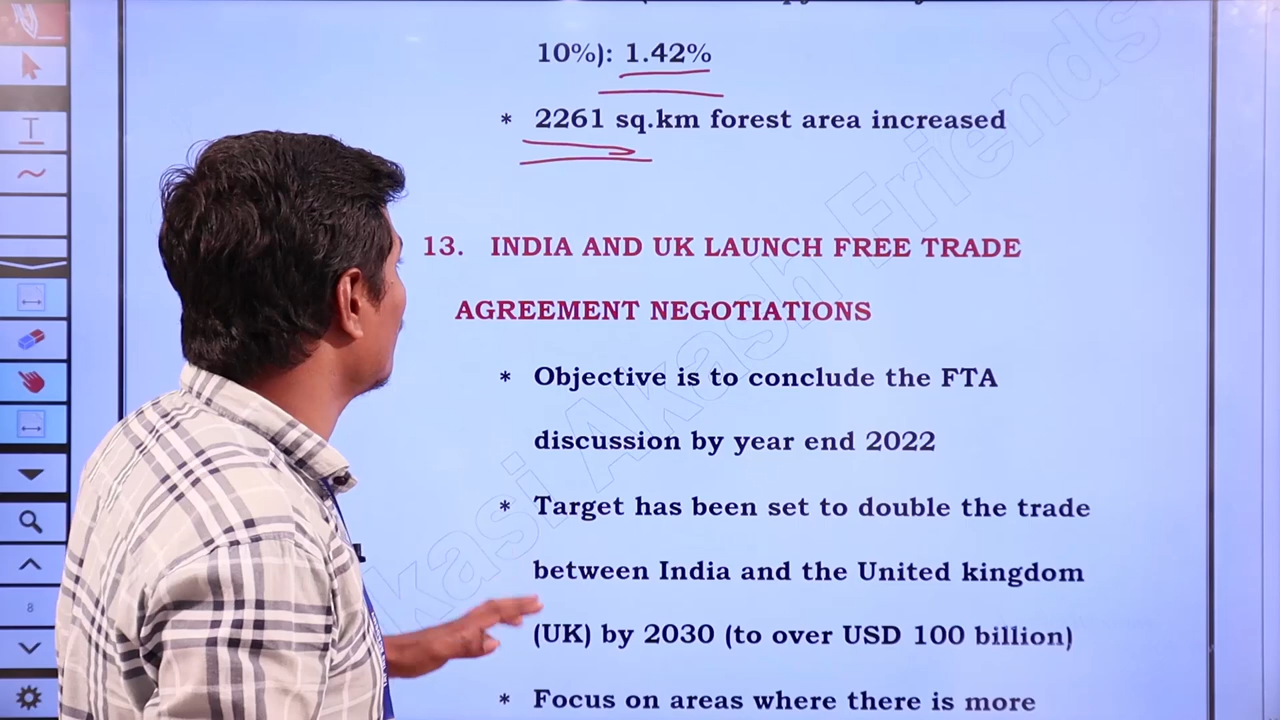 10%): 1.42%
* 2261 sq.km forest area increased
13. INDIA AND UK LAUNCH FREE TRADE
AGREEMENT NEGOTIATIONS
* Objective is to conclude the FTA
discussion by year end 2022
* Target has been set to double the trade
between India and the United kingdom
(UK) by 2030 (to over USD 100 billion)
* Focus on areas where there is more
8
Akash Friends